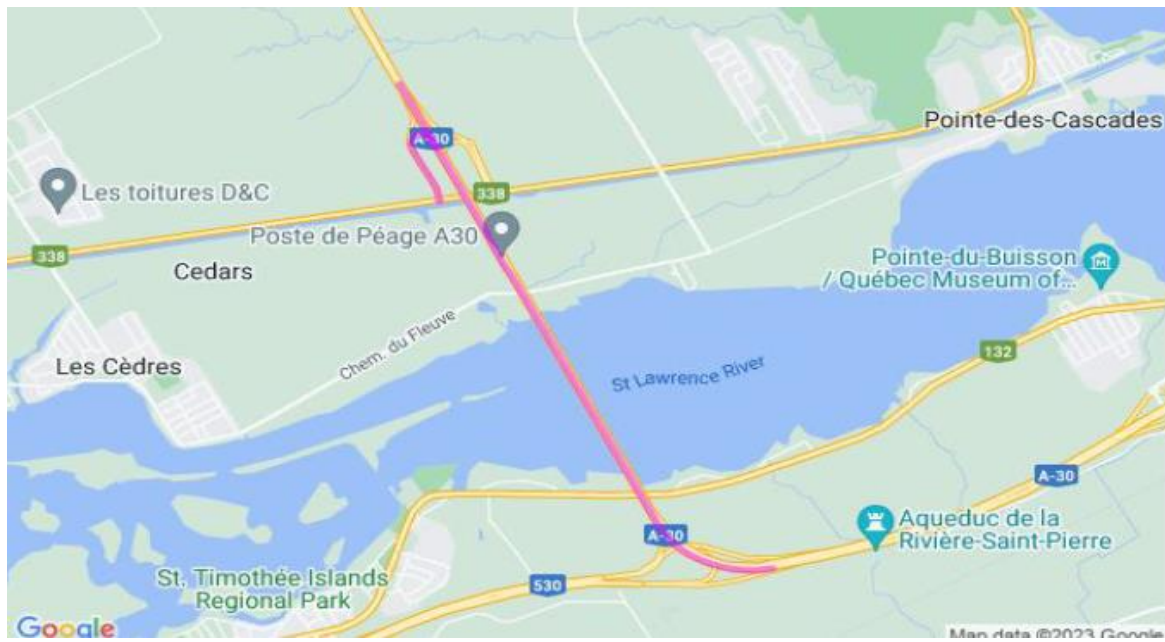 Pointe-des-Cascades
A-30
Les toitures D&C
338
Poste de Péage A30
338
Cedars
Pointe-du-Buisson
/ Québec Museum of...
Chem. du Fleuve
Les Cèdres
132
St Lawrence River
A-30
A-30
Aqueduc de la
Rivière-Saint-Pierre
St. Timothée Islands
Regional Park
530
Google
Map data ©2023 Google